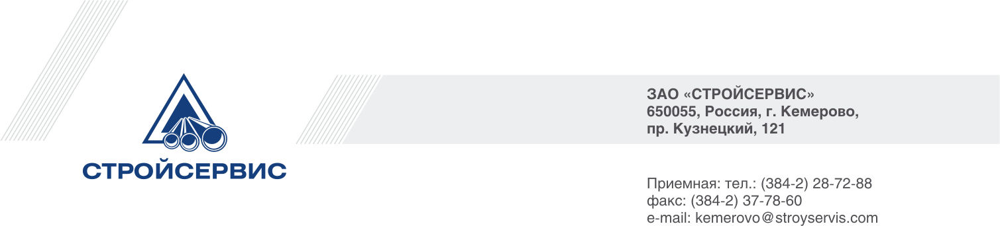 СТРОЙСЕРВИС
ЗАО «СТРОЙСЕРВИС»
650055, Россия, г. Кемерово,
пр. Кузнецкий, 121
Приемная: тел.: (384-2) 28-72-88
факс: (384-2) 37-78-60
e-mail: kemerovo@stroyservis.com